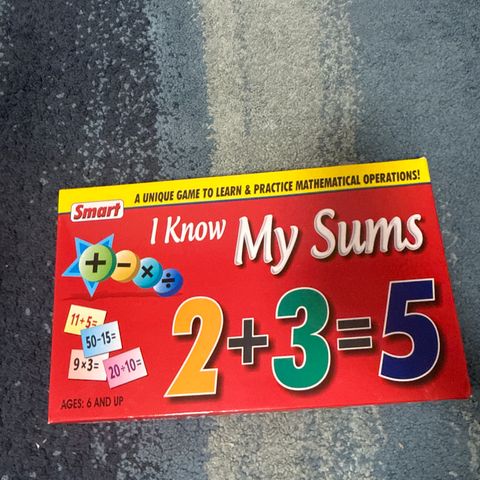 A UNIQUE GAME TO LEARN & PRACTICE MATHEMATICAL OPERATIONS!
Smart
I Know My Sums
+ − × ÷
2+3=5
11+5=
50-15=
9×3=
20÷10=
AGES: 6 AND UP